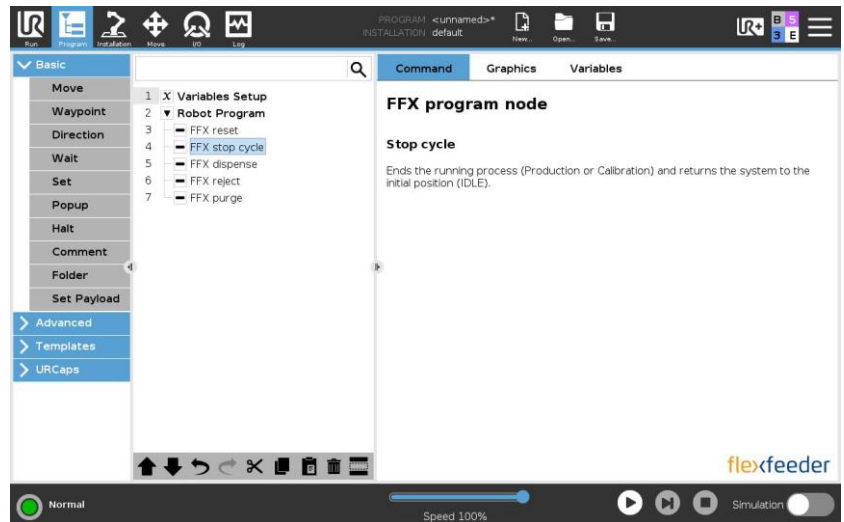 PROGRAM <unnamed>*
INSTALLATION default
UR
Run
Program
Installation
Move
I/O
Log
New...
Open...
Save...
UR+
B 5
3 E
Basic
Move
Waypoint
Direction
Wait
Set
Popup
Halt
Comment
Folder
Set Payload
Advanced
Templates
URCaps
1 X Variables Setup
2 Robot Program
3 FFX reset
4 FFX stop cycle
5 FFX dispense
6 FFX reject
7 FFX purge
Command Graphics Variables
FFX program node
Stop cycle
Ends the running process (Production or Calibration) and returns the system to the
initial position (IDLE).
flexfeeder
Normal
Speed 100%
Simulation